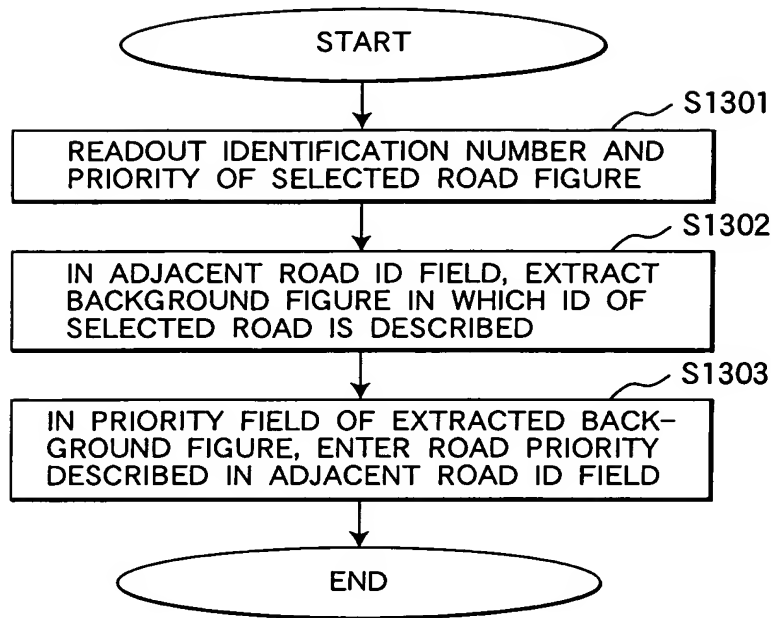 START
S1301
READOUT IDENTIFICATION NUMBER AND
PRIORITY OF SELECTED ROAD FIGURE
S1302
IN ADJACENT ROAD ID FIELD, EXTRACT
BACKGROUND FIGURE IN WHICH ID OF
SELECTED ROAD IS DESCRIBED
S1303
IN PRIORITY FIELD OF EXTRACTED BACK-
GROUND FIGURE, ENTER ROAD PRIORITY
DESCRIBED IN ADJACENT ROAD ID FIELD
END